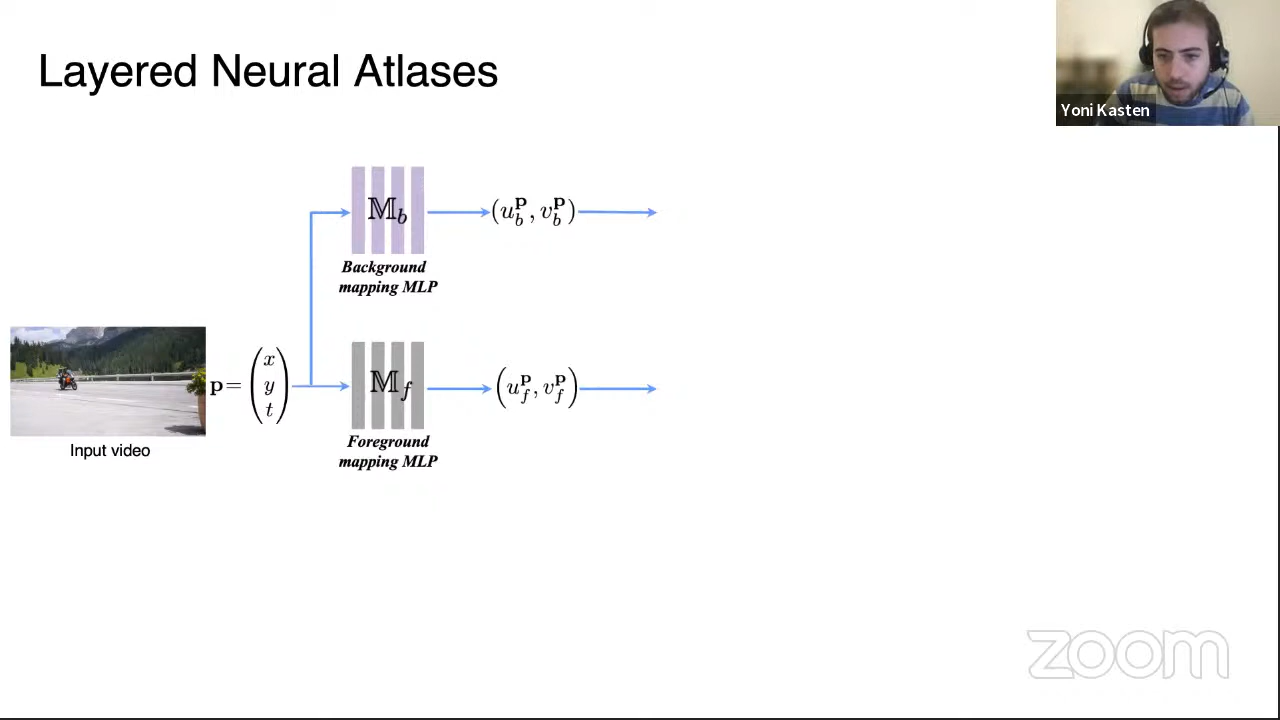 Layered Neural Atlases
Yoni Kasten
𝕄_b
(u_b^p, v_b^p)
Background
mapping MLP
p = (x y t)
𝕄_f
(u_f^p, v_f^p)
Input video
Foreground
mapping MLP
zoom